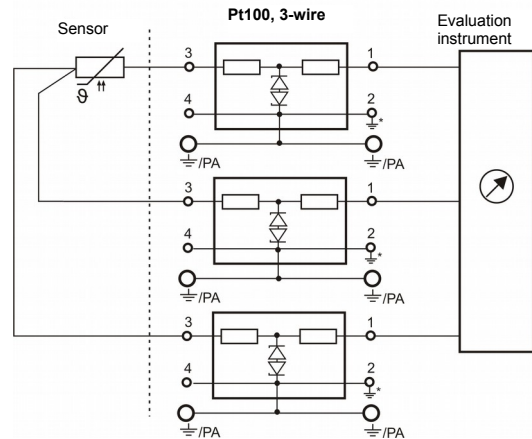 Pt100, 3-wire
Sensor
Evaluation
instrument
3
1
ϑ
4
2
*
/PA
/PA
3
1
4
2
*
/PA
/PA
3
1
4
2
*
/PA
/PA